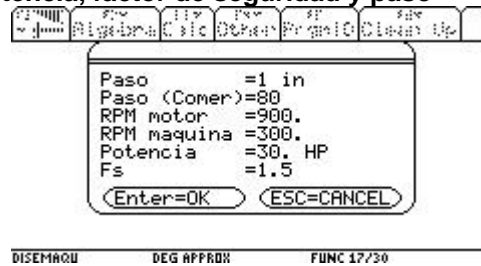 tencia, factor de seguridad y paso
Algebra Calc Other PrgmIO Clean Up
Paso =1 in
Paso (Comer)=80
RPM motor =900.
RPM maquina =300.
Potencia =30. HP
Fs =1.5
Enter=OK ESC=CANCEL
DISEMAQU DEG APPROX FUNC 17/30